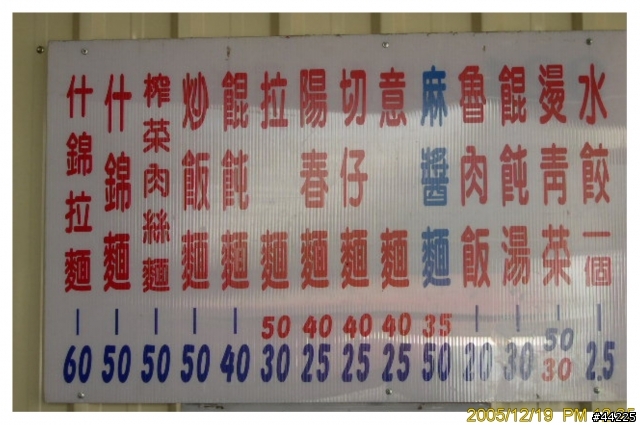 水餃一個 | 2.5
燙青菜 | 50 30
餛飩湯 | 30
魯肉飯 | 20
麻醬麵 35 50
意麵 40 25
切仔麵 40 25
陽春麵 40 25
拉麵 50 30
餛飩麵 | 40
炒飯麵 | 50
榨菜肉絲麵 | 50
什錦麵 | 50
什錦拉麵 | 60
2005/12/19 PM
#44225